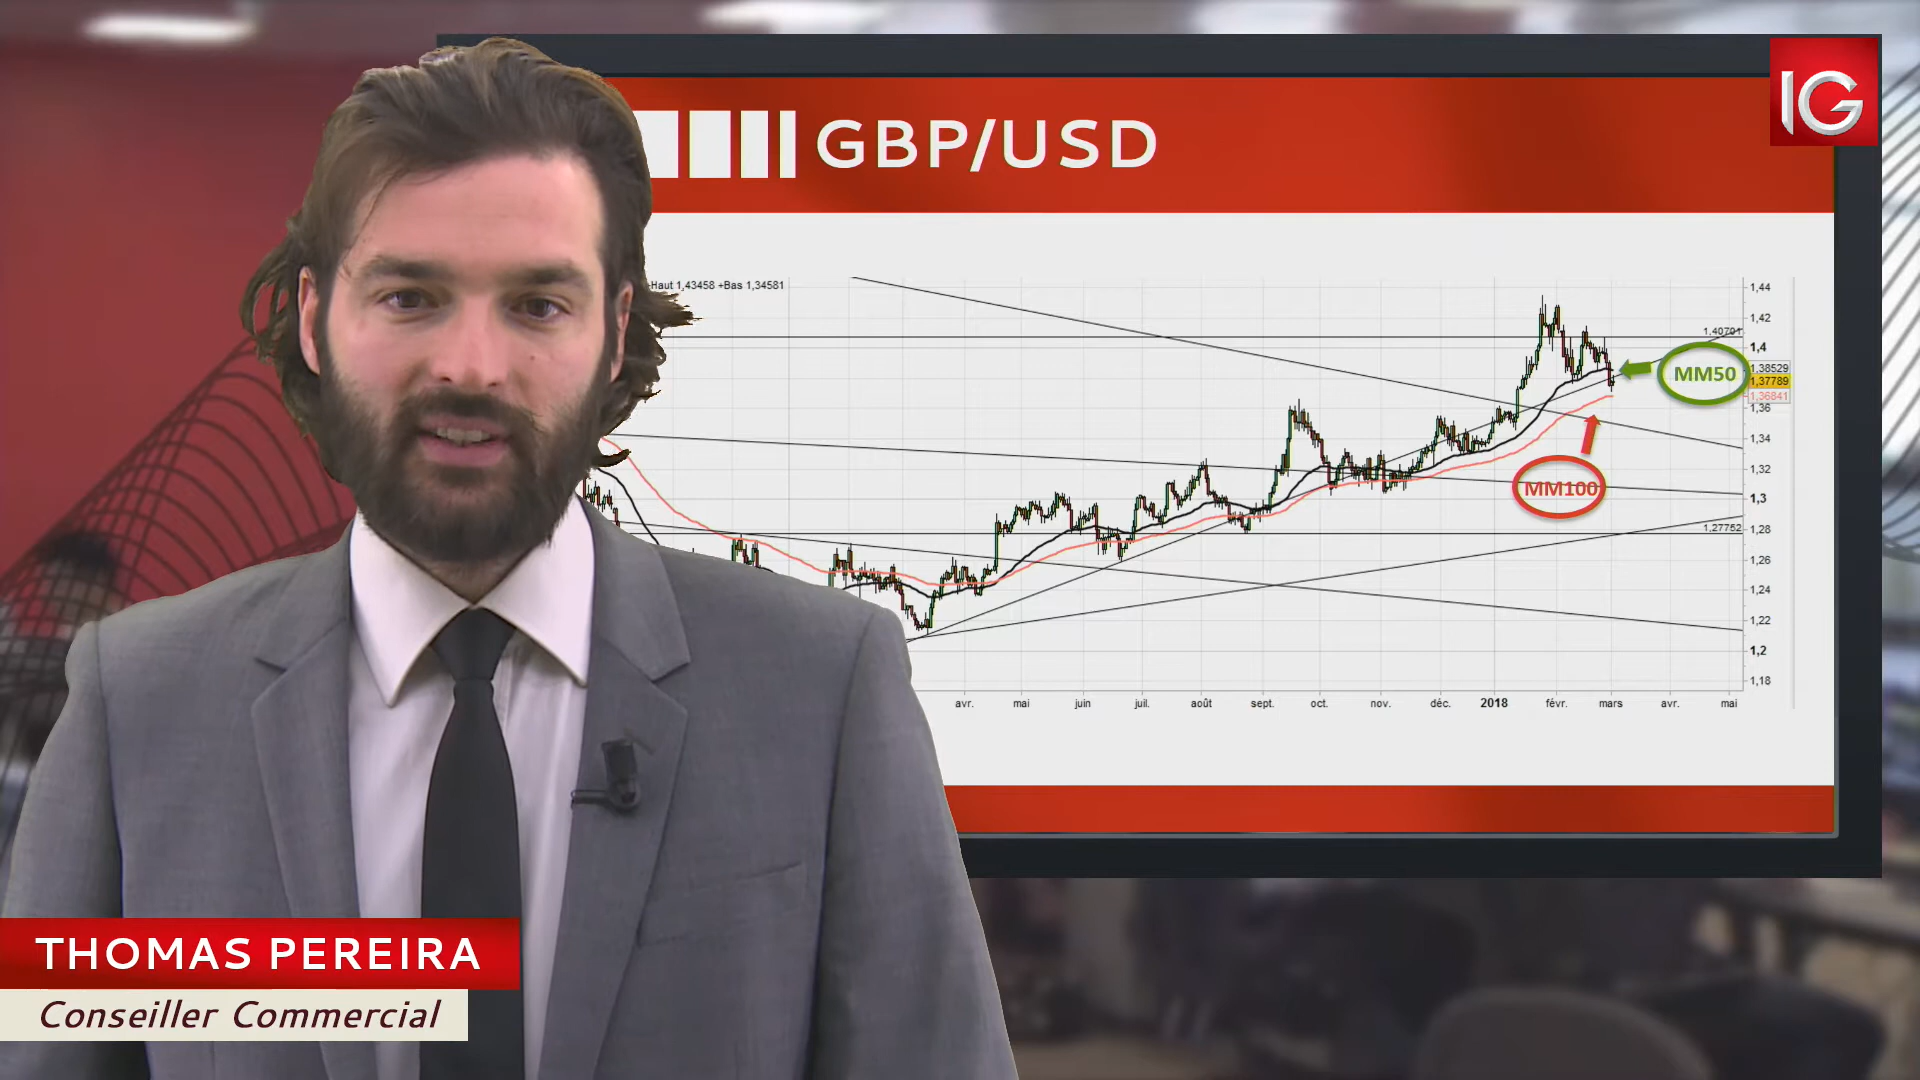 IG
GBP/USD
Haut 1,43458 +Bas 1,34581
1,44
1,42
1,40701
1,4
1,38529
MM50
1,37789
1,36841
1,36
1,34
1,32
MM100
1,3
1,27752
1,28
1,26
1,24
1,22
1,2
1,18
avr. mai juin juil. août sept. oct. nov. déc. 2018 févr. mars avr. mai
THOMAS PEREIRA
Conseiller Commercial